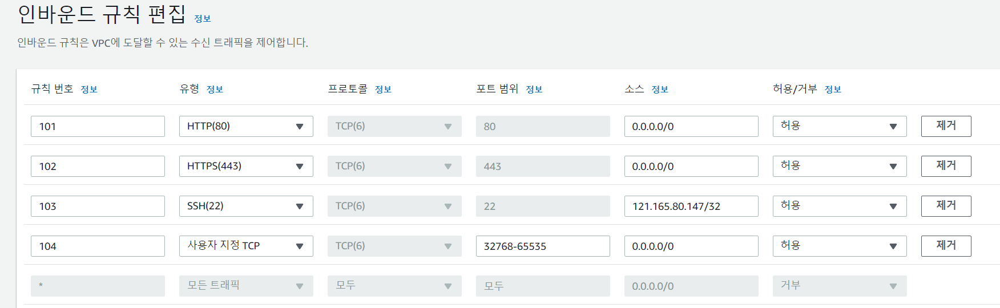 인바운드 규칙 편집 정보
인바운드 규칙은 VPC에 도달할 수 있는 수신 트래픽을 제어합니다.
규칙 번호 정보 유형 정보 프로토콜 정보 포트 범위 정보 소스 정보 허용/거부 정보
101 HTTP(80) TCP(6) 80 0.0.0.0/0 허용 제거
102 HTTPS(443) TCP(6) 443 0.0.0.0/0 허용 제거
103 SSH(22) TCP(6) 22 121.165.80.147/32 허용 제거
104 사용자 지정 TCP TCP(6) 32768-65535 0.0.0.0/0 허용 제거
* 모든 트래픽 모두 모두 0.0.0.0/0 거부